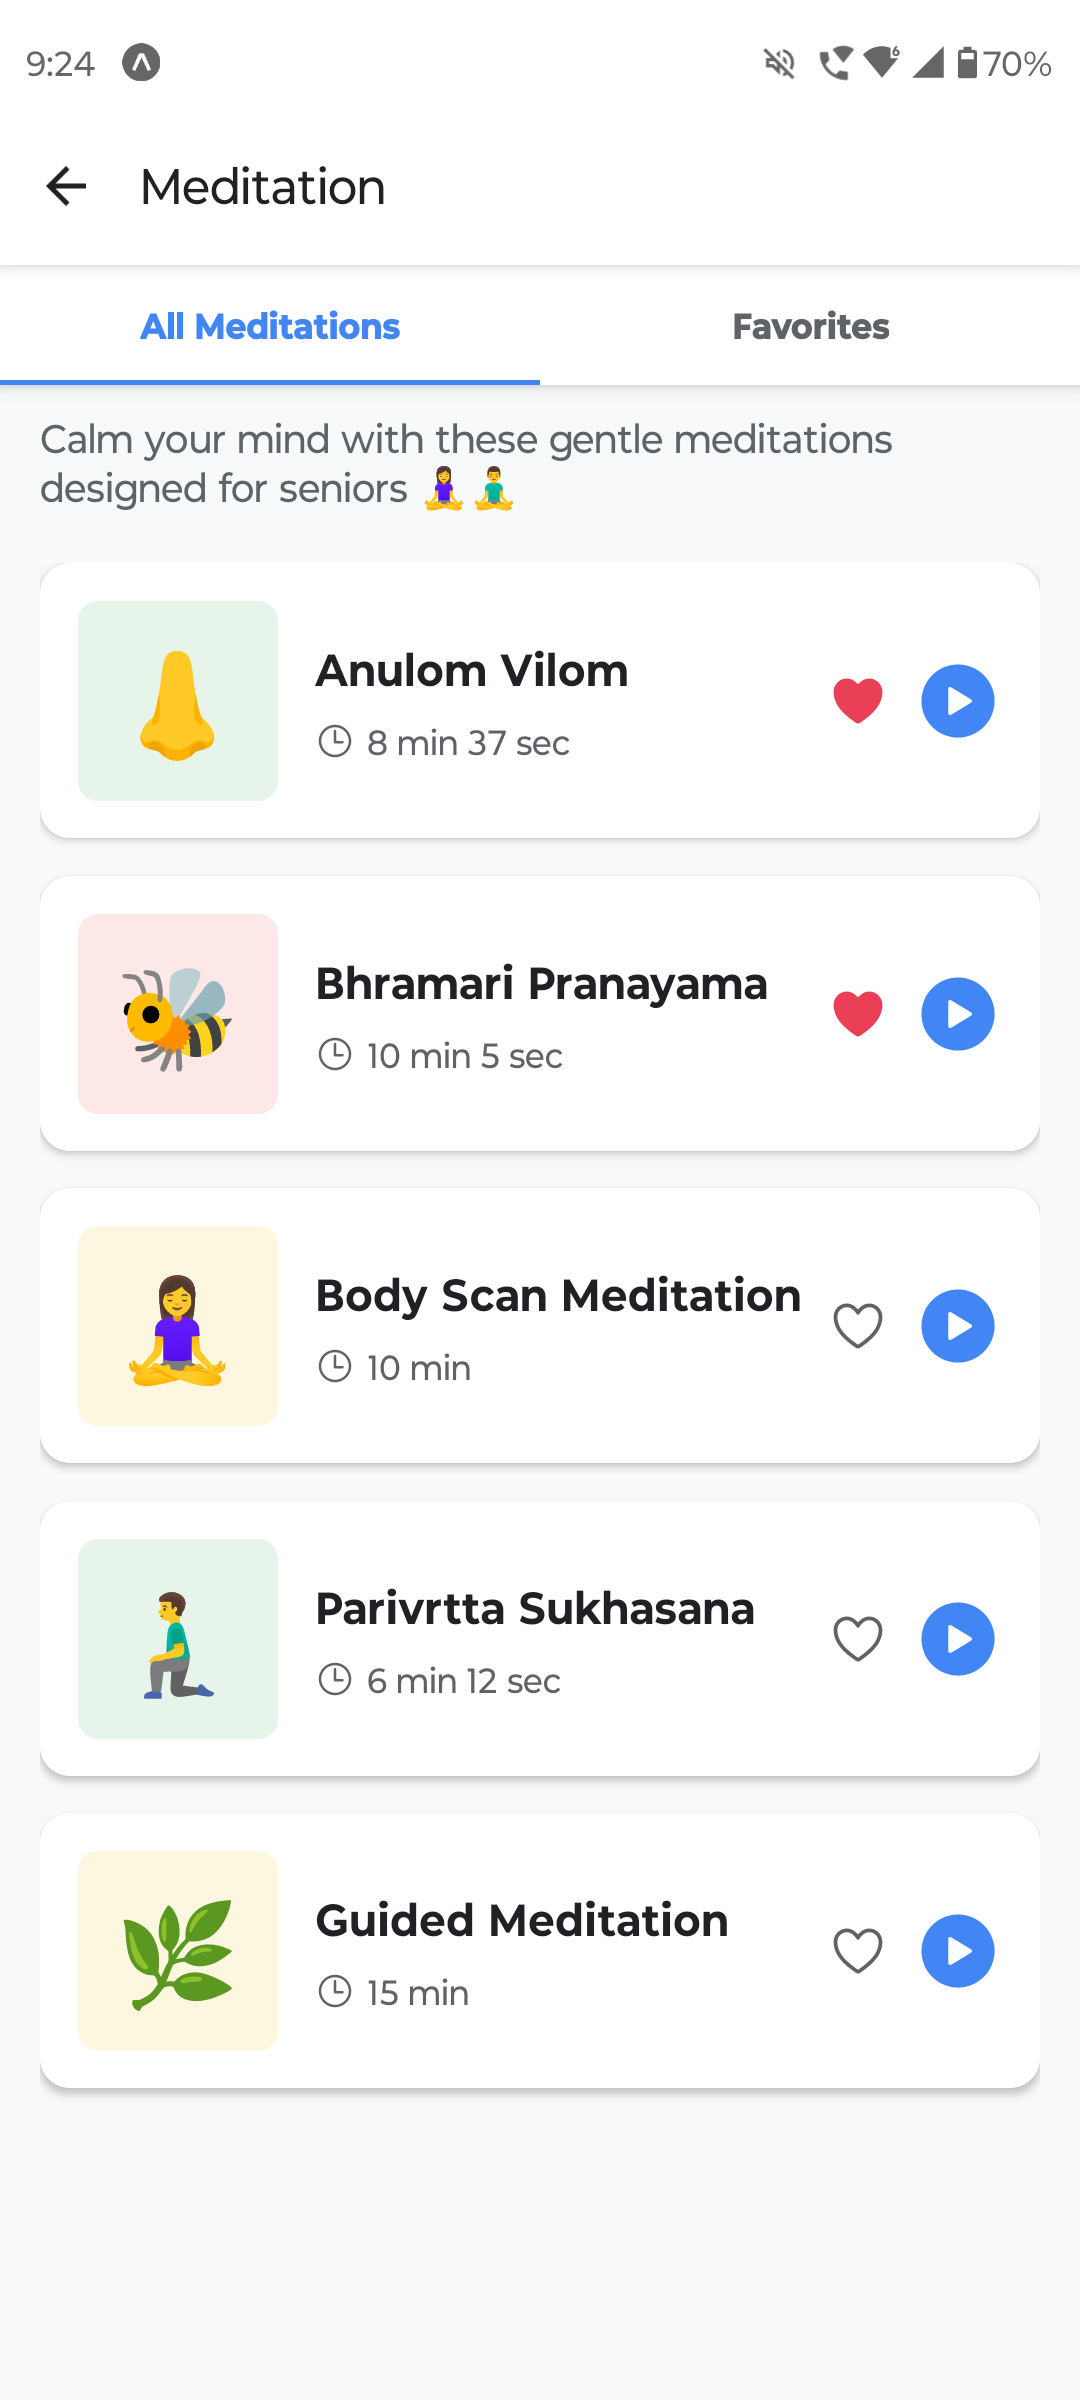 9:24
6
70%
Meditation
All Meditations
Favorites
Calm your mind with these gentle meditations
designed for seniors 🧘‍♀️🧘‍♂️
Anulom Vilom
8 min 37 sec
Bhramari Pranayama
10 min 5 sec
Body Scan Meditation
10 min
Parivrtta Sukhasana
6 min 12 sec
Guided Meditation
15 min